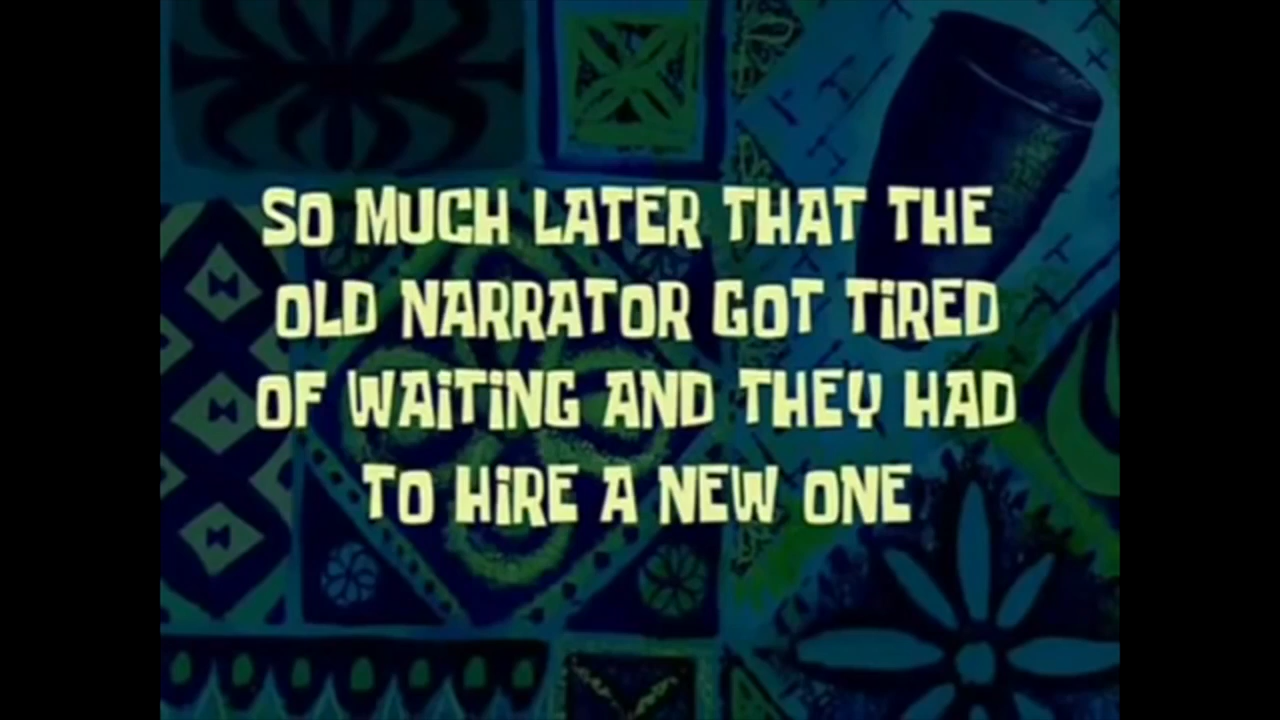 SO MUCH LATER THAT THE
OLD NARRATOR GOT TiRED
OF WAiTiNG AND THEY HAD
TO HiRE A NEW ONE